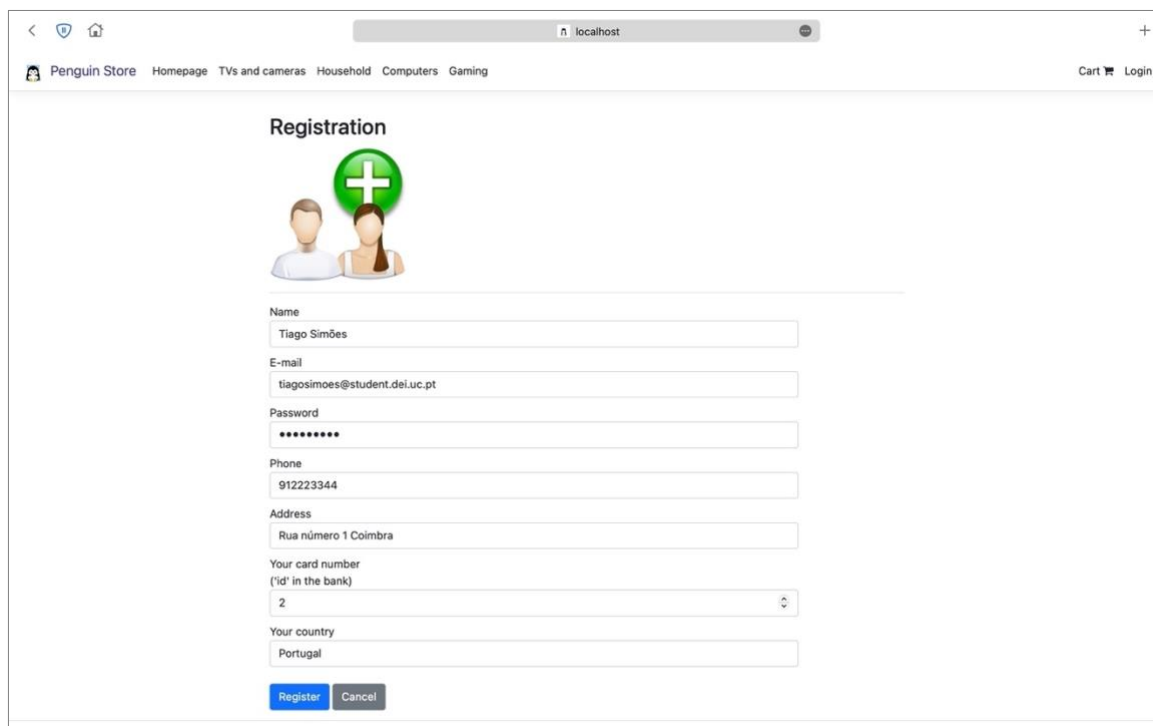 localhost
Penguin Store Homepage TVs and cameras Household Computers Gaming Cart Login
Registration
Name
Tiago Simões
E-mail
tiagosimoes@student.dei.uc.pt
Password
•••••••••
Phone
912223344
Address
Rua número 1 Coimbra
Your card number
('id' in the bank)
2
Your country
Portugal
Register Cancel